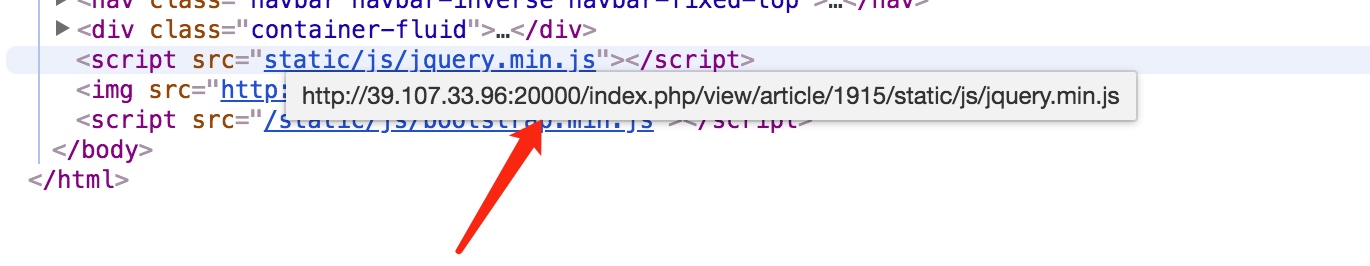 <nav class="navbar navbar-inverse navbar-fixed-top">…</nav>
<div class="container-fluid">…</div>
<script src="static/js/jquery.min.js"></script>
<img src="http:
http://39.107.33.96:20000/index.php/view/article/1915/static/js/jquery.min.js
<script src="/static/js/bootstrap.min.js"></script>
</body>
</html>